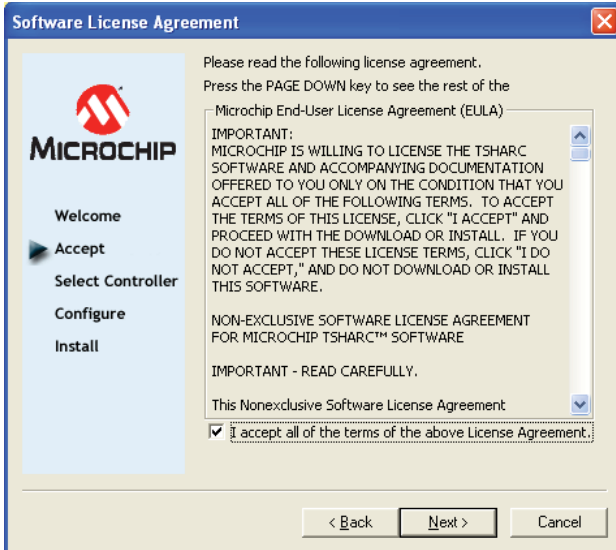 Software License Agreement
MICROCHIP
Welcome
Accept
Select Controller
Configure
Install
Please read the following license agreement.
Press the PAGE DOWN key to see the rest of the
Microchip End-User License Agreement (EULA)
IMPORTANT:
MICROCHIP IS WILLING TO LICENSE THE TSHARC
SOFTWARE AND ACCOMPANYING DOCUMENTATION
OFFERED TO YOU ONLY ON THE CONDITION THAT YOU
ACCEPT ALL OF THE FOLLOWING TERMS.  TO ACCEPT
THE TERMS OF THIS LICENSE, CLICK "I ACCEPT" AND
PROCEED WITH THE DOWNLOAD OR INSTALL.  IF YOU
DO NOT ACCEPT THESE LICENSE TERMS, CLICK "I DO
NOT ACCEPT," AND DO NOT DOWNLOAD OR INSTALL
THIS SOFTWARE.
NON-EXCLUSIVE SOFTWARE LICENSE AGREEMENT
FOR MICROCHIP TSHARC™ SOFTWARE
IMPORTANT - READ CAREFULLY.
This Nonexclusive Software License Agreement
I accept all of the terms of the above License Agreement.
< Back
Next >
Cancel